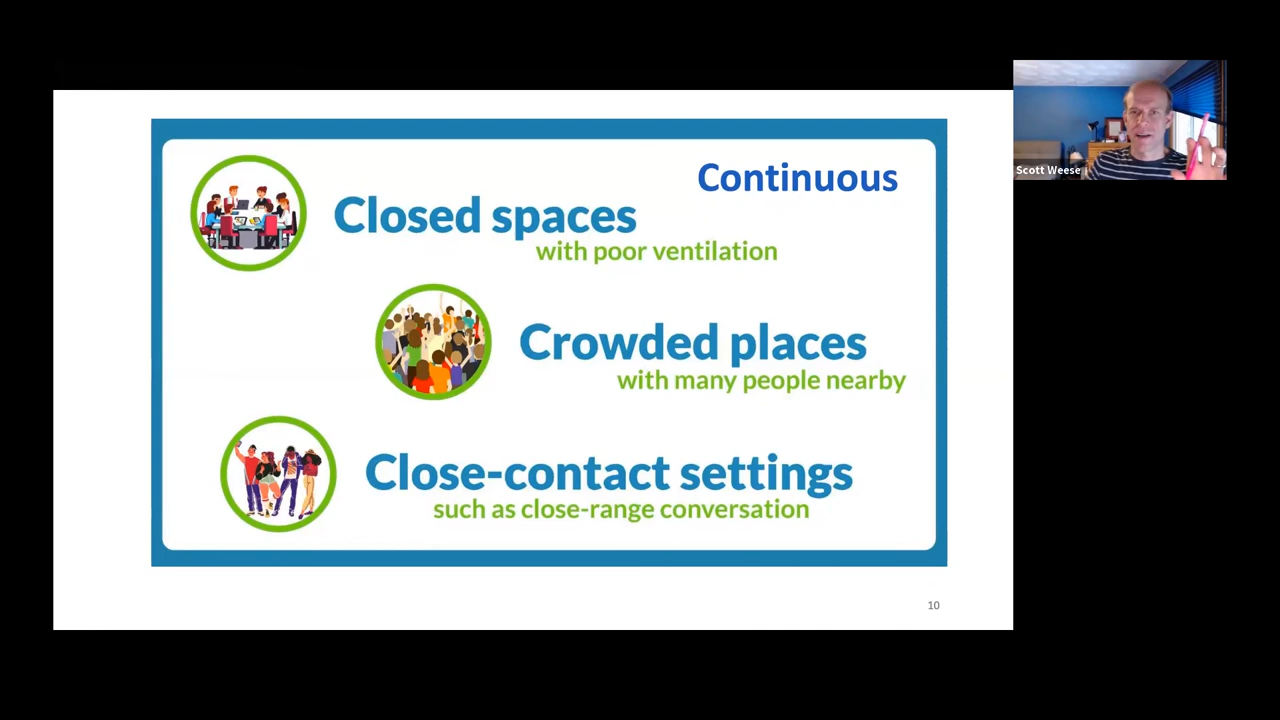 Continuous
Closed spaces
with poor ventilation
Crowded places
with many people nearby
Close-contact settings
such as close-range conversation
10
Scott Weese